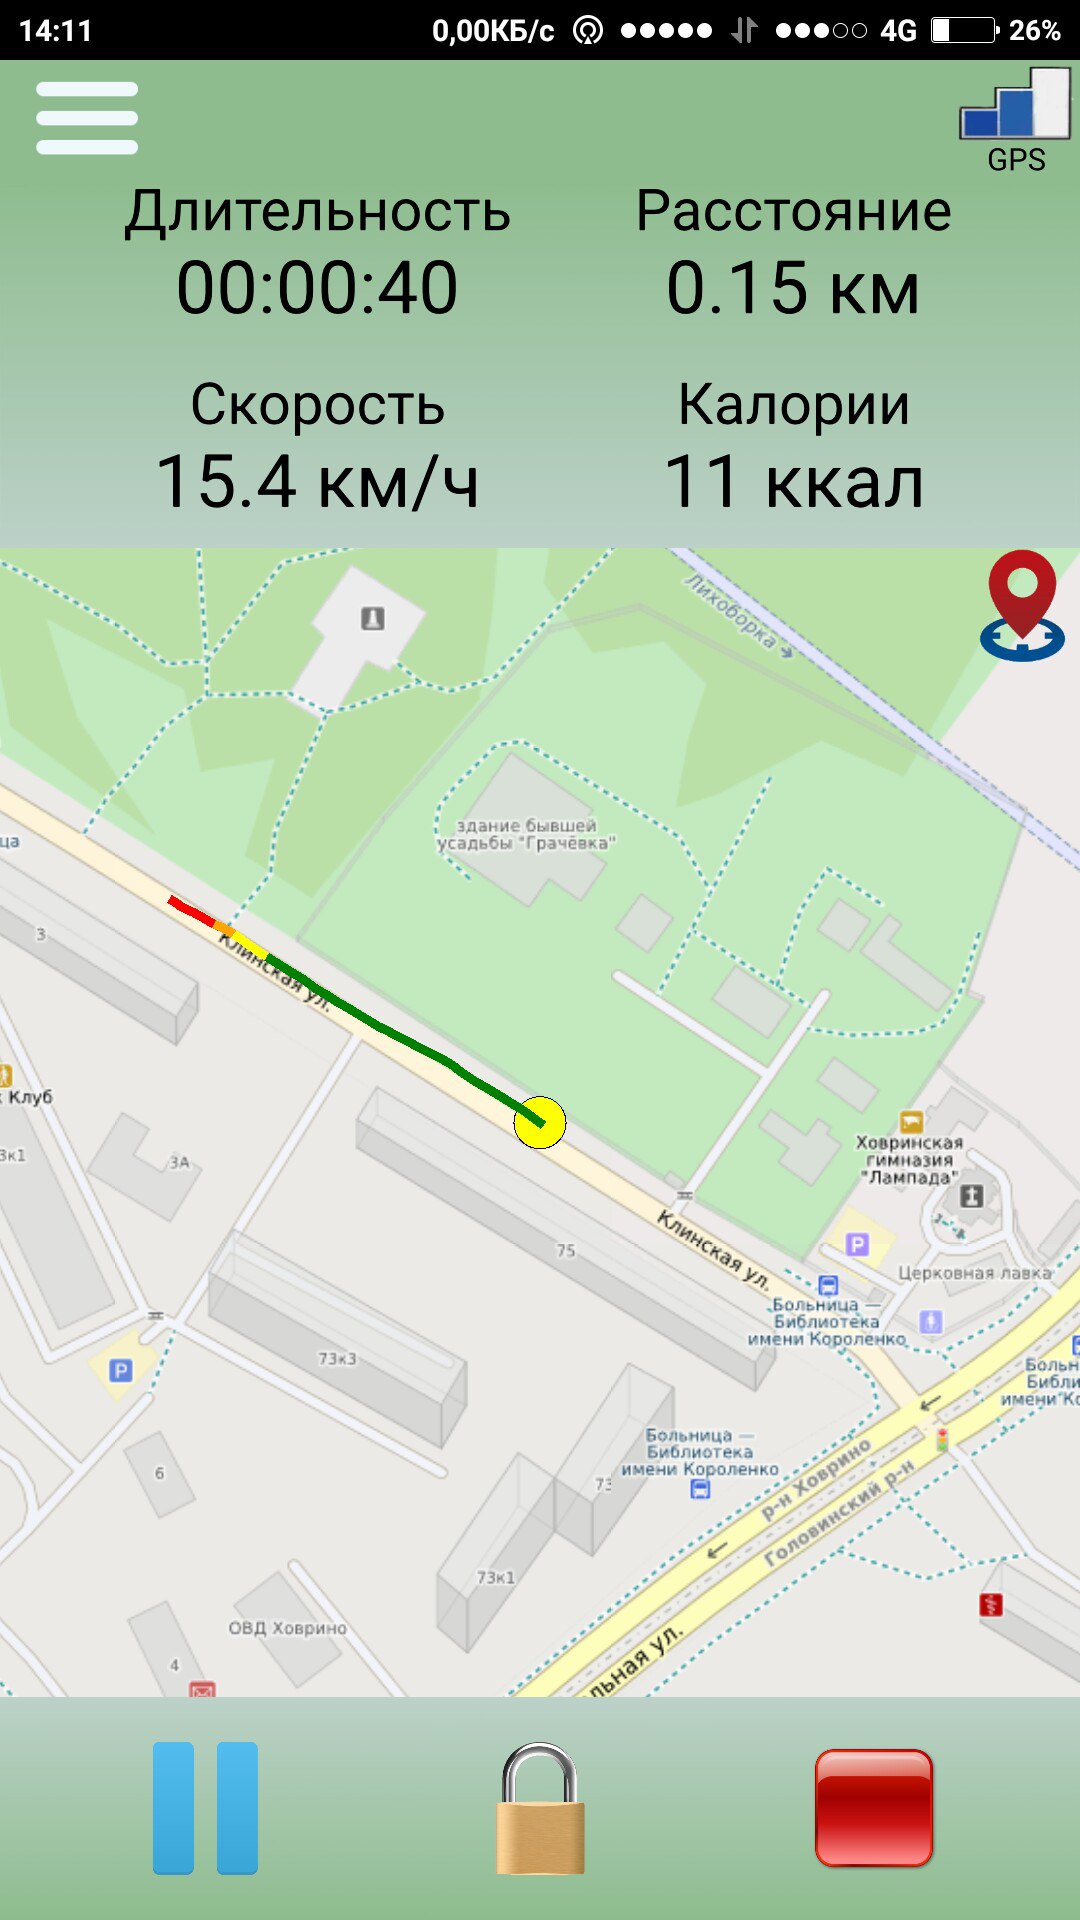 14:11
0,00КБ/с
4G
26%
GPS
Длительность
Расстояние
00:00:40
0.15 км
Скорость
Калории
15.4 км/ч
11 ккал
Лихоборка
здание бывшей
усадьбы "Грачёвка"
ца
3
Клинская ул.
к Клуб
3к1
3А
Ховринская
гимназия
"Лампада"
75
Клинская ул.
P
Церковная лавка
Больница —
Библиотека
имени Короленко
P
73к3
Больн
Библи
имени Ко
Больница —
Библиотека
имени Короленко
6
73
р-н Ховрино
Головинский р-н
73к1
ОВД Ховрино
4
льная ул.